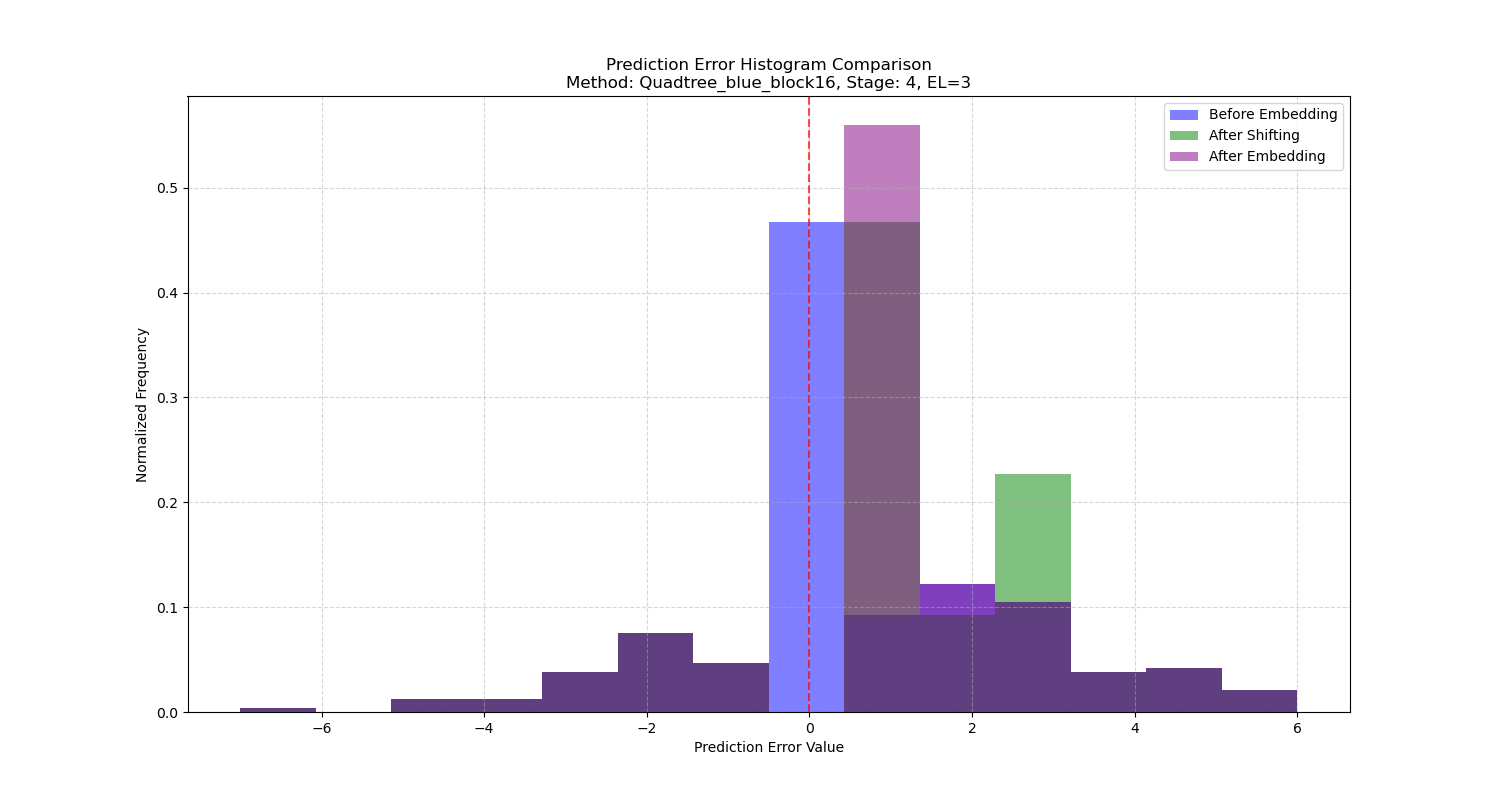 Prediction Error Histogram Comparison
Method: Quadtree_blue_block16, Stage: 4, EL=3
Before Embedding
After Shifting
After Embedding
Normalized Frequency
0.5
0.4
0.3
0.2
0.1
0.0
−6 −4 −2 0 2 4 6
Prediction Error Value